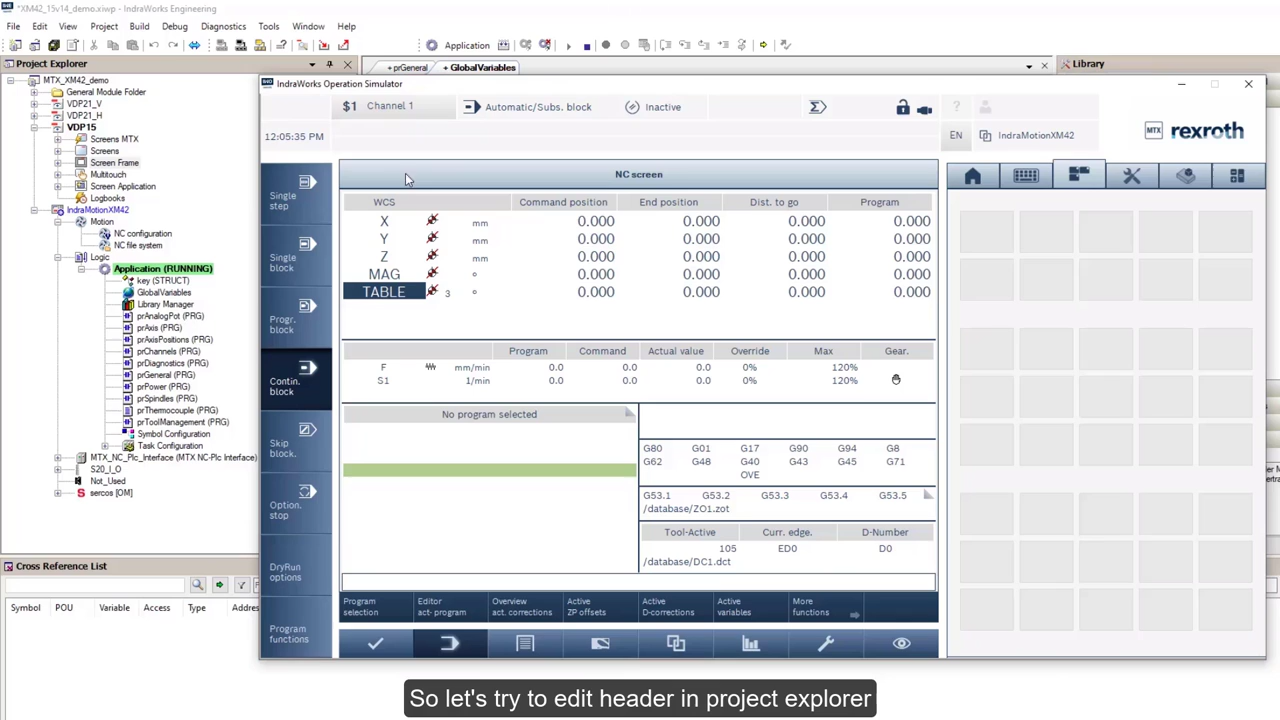 *XM42_15v14_demo.xiwp - IndraWorks Engineering
File Edit View Project Build Debug Diagnostics Tools Window Help
Application
Project Explorer
MTX_XM42_demo
General Module Folder
VDP21_V
VDP21_H
VDP15
Screens MTX
Screens
Screen Frame
Multitouch
Screen Application
Logbooks
IndraMotionXM42
Motion
NC configuration
NC file system
Logic
Application (RUNNING)
key (STRUCT)
GlobalVariables
Library Manager
prAnalogPot (PRG)
prAxis (PRG)
prAxisPositions (PRG)
prChannels (PRG)
prDiagnostics (PRG)
prGeneral (PRG)
prPower (PRG)
prSpindles (PRG)
prThermocouple (PRG)
prToolManagement (PRG)
Symbol Configuration
Task Configuration
MTX_NC_Plc_Interface (MTX NC-Plc Interface)
S20_I_O
Not_Used
sercos [OM]
Cross Reference List
Symbol POU Variable Access Type Addre
+ prGeneral + GlobalVariables
Library
IndraWorks Operation Simulator
$1 Channel 1 Automatic/Subs. block Inactive
12:05:35 PM EN IndraMotionXM42 MTX rexroth
Single step
Single block
Progr. block
Contin. block
Skip block.
Option. stop
DryRun options
Program functions
NC screen
WCS Command position End position Dist. to go Program
X mm 0.000 0.000 0.000 0.000
Y mm 0.000 0.000 0.000 0.000
Z mm 0.000 0.000 0.000 0.000
MAG ° 0.000 0.000 0.000 0.000
TABLE 3 ° 0.000 0.000 0.000 0.000
Program Command Actual value Override Max Gear.
F mm/min 0.0 0.0 0.0 0% 120%
S1 1/min 0.0 0.0 0.0 0% 120%
No program selected
G80 G01 G17 G90 G94 G8
G62 G48 G40 G43 G45 G71
OVE
G53.1 G53.2 G53.3 G53.4 G53.5
/database/ZO1.zot
Tool-Active Curr. edge. D-Number
105 ED0 D0
/database/DC1.dct
Program selection
Editor act- program
Overview act. corrections
Active ZP offsets
Active D-corrections
Active variables
More functions
So let's try to edit header in project explorer